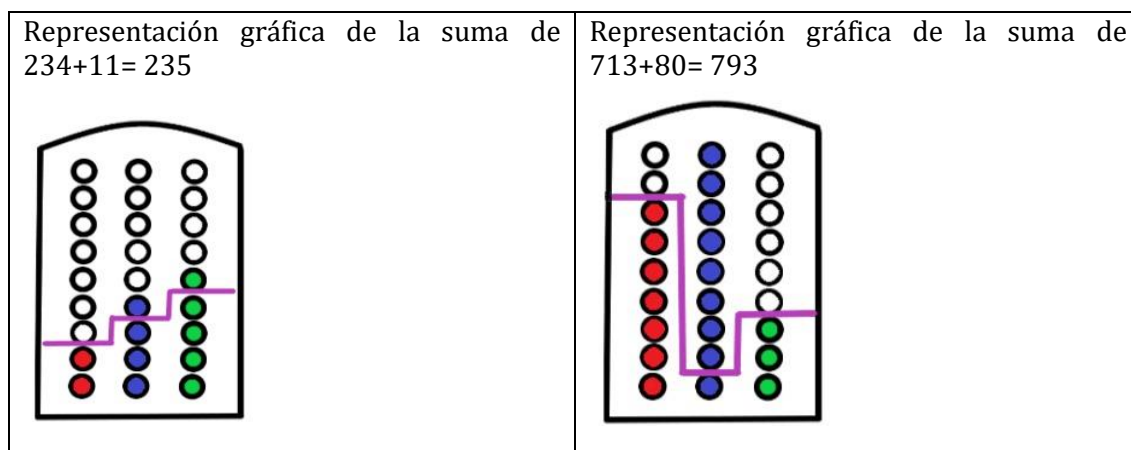 Representación gráfica de la suma de
234+11= 235
Representación gráfica de la suma de
713+80= 793